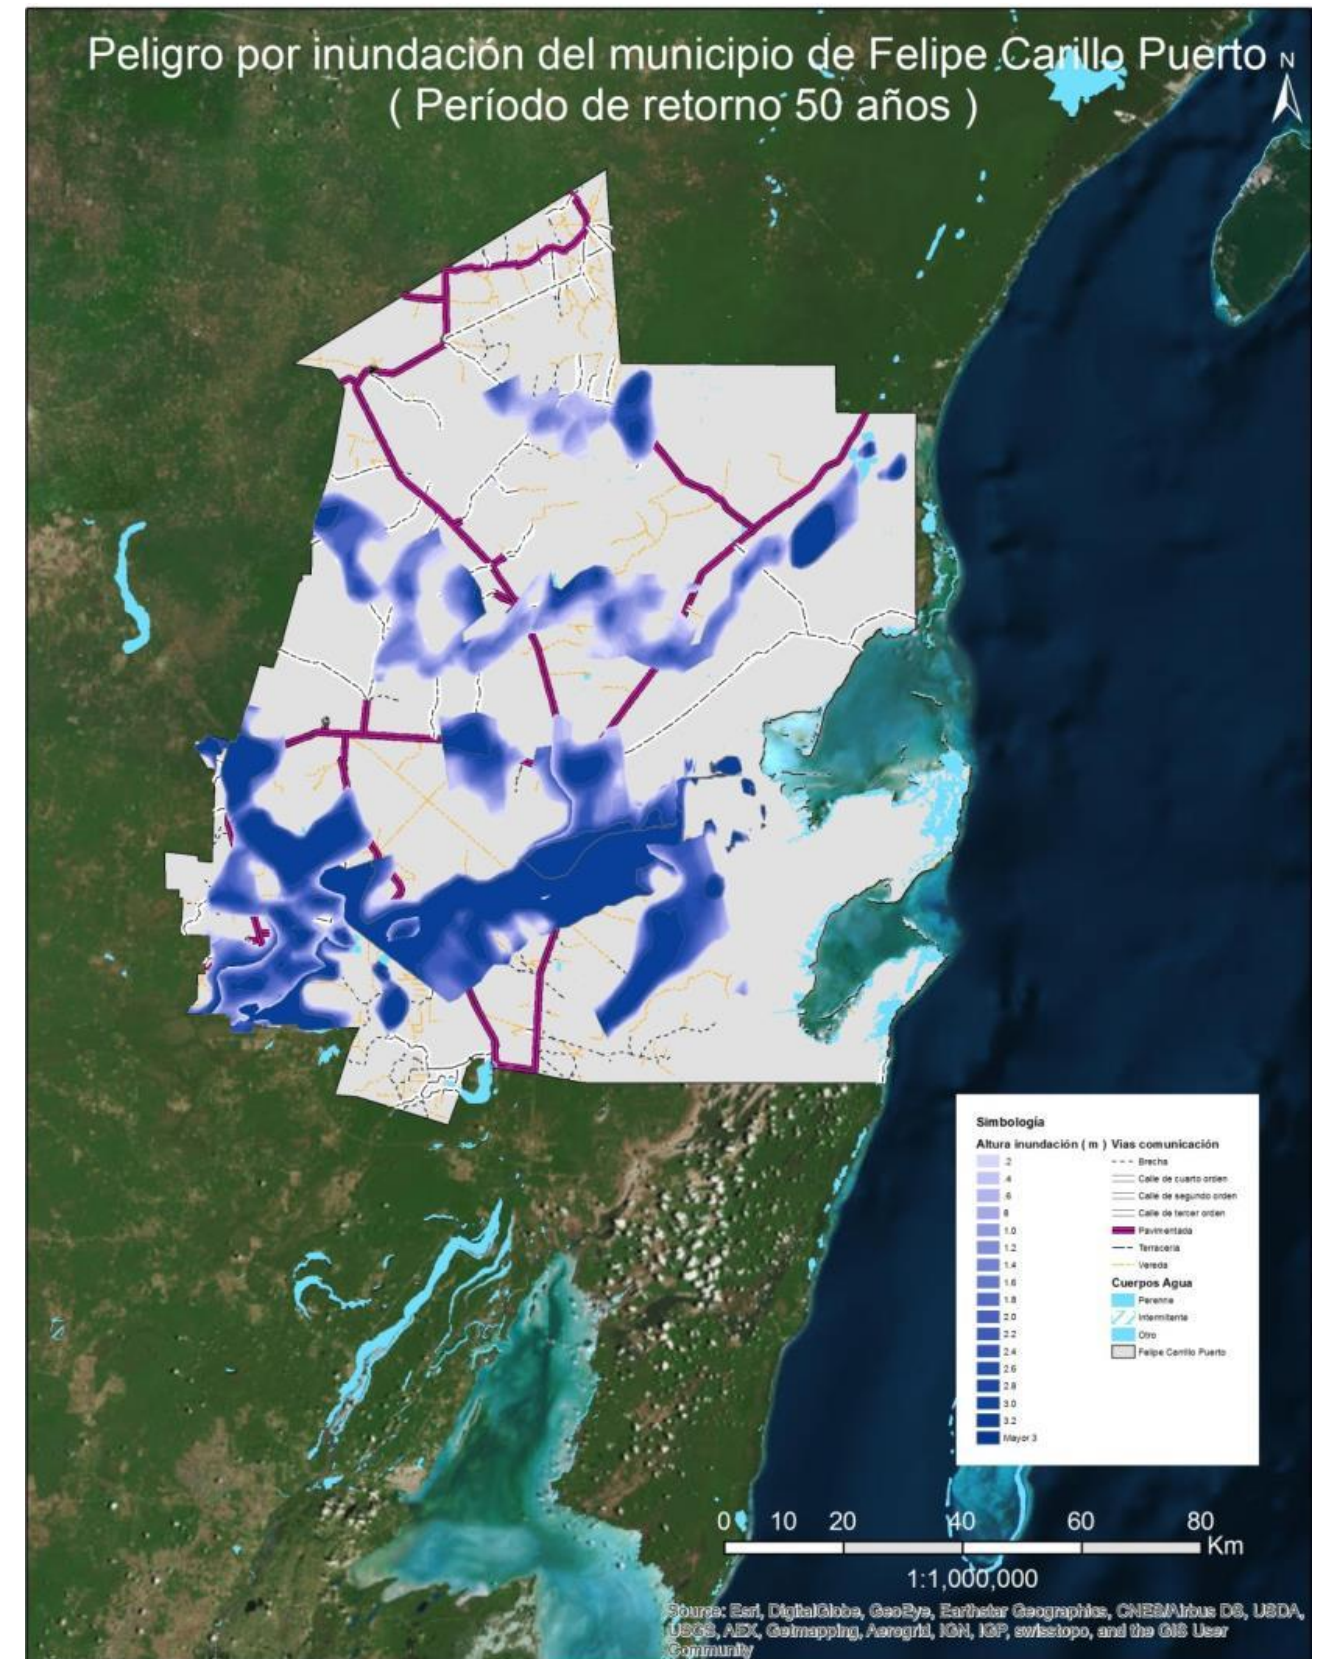 Peligro por inundación del municipio de Felipe Carillo Puerto
( Período de retorno 50 años )
N
Simbología
Altura inundación ( m )
.2
.4
.6
8
1.0
1.2
1.4
1.6
1.8
2.0
2.2
2.4
2.6
2.8
3.0
3.2
Mayor 3
Vias comunicación
Brecha
Calle de cuarto orden
Calle de segundo orden
Calle de tercer orden
Pavimentada
Terraceria
Vereda
Cuerpos Agua
Perenne
Intermitente
Otro
Felipe Carrillo Puerto
0 10 20 40 60 80
Km
1:1,000,000
Source: Esri, DigitalGlobe, GeoEye, Earthstar Geographics, CNES/Airbus DS, USDA,
USGS, AEX, Getmapping, Aerogrid, IGN, IGP, swisstopo, and the GIS User
Community